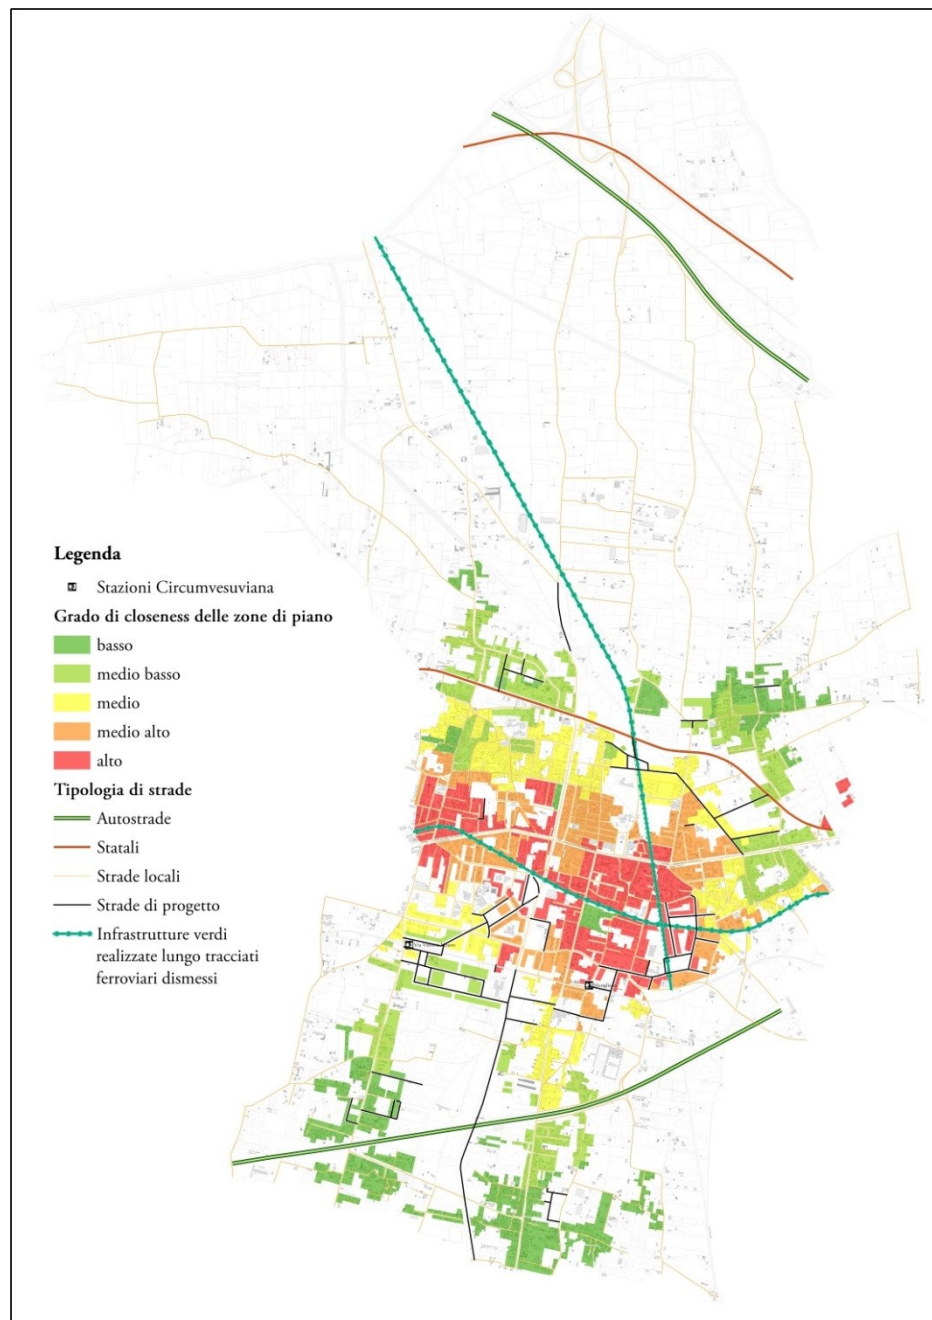 Legenda
Stazioni Circumvesuviana
Grado di closeness delle zone di piano
basso
medio basso
medio
medio alto
alto
Tipologia di strade
Autostrade
Statali
Strade locali
Strade di progetto
Infrastrutture verdi
realizzate lungo tracciati
ferroviari dismessi